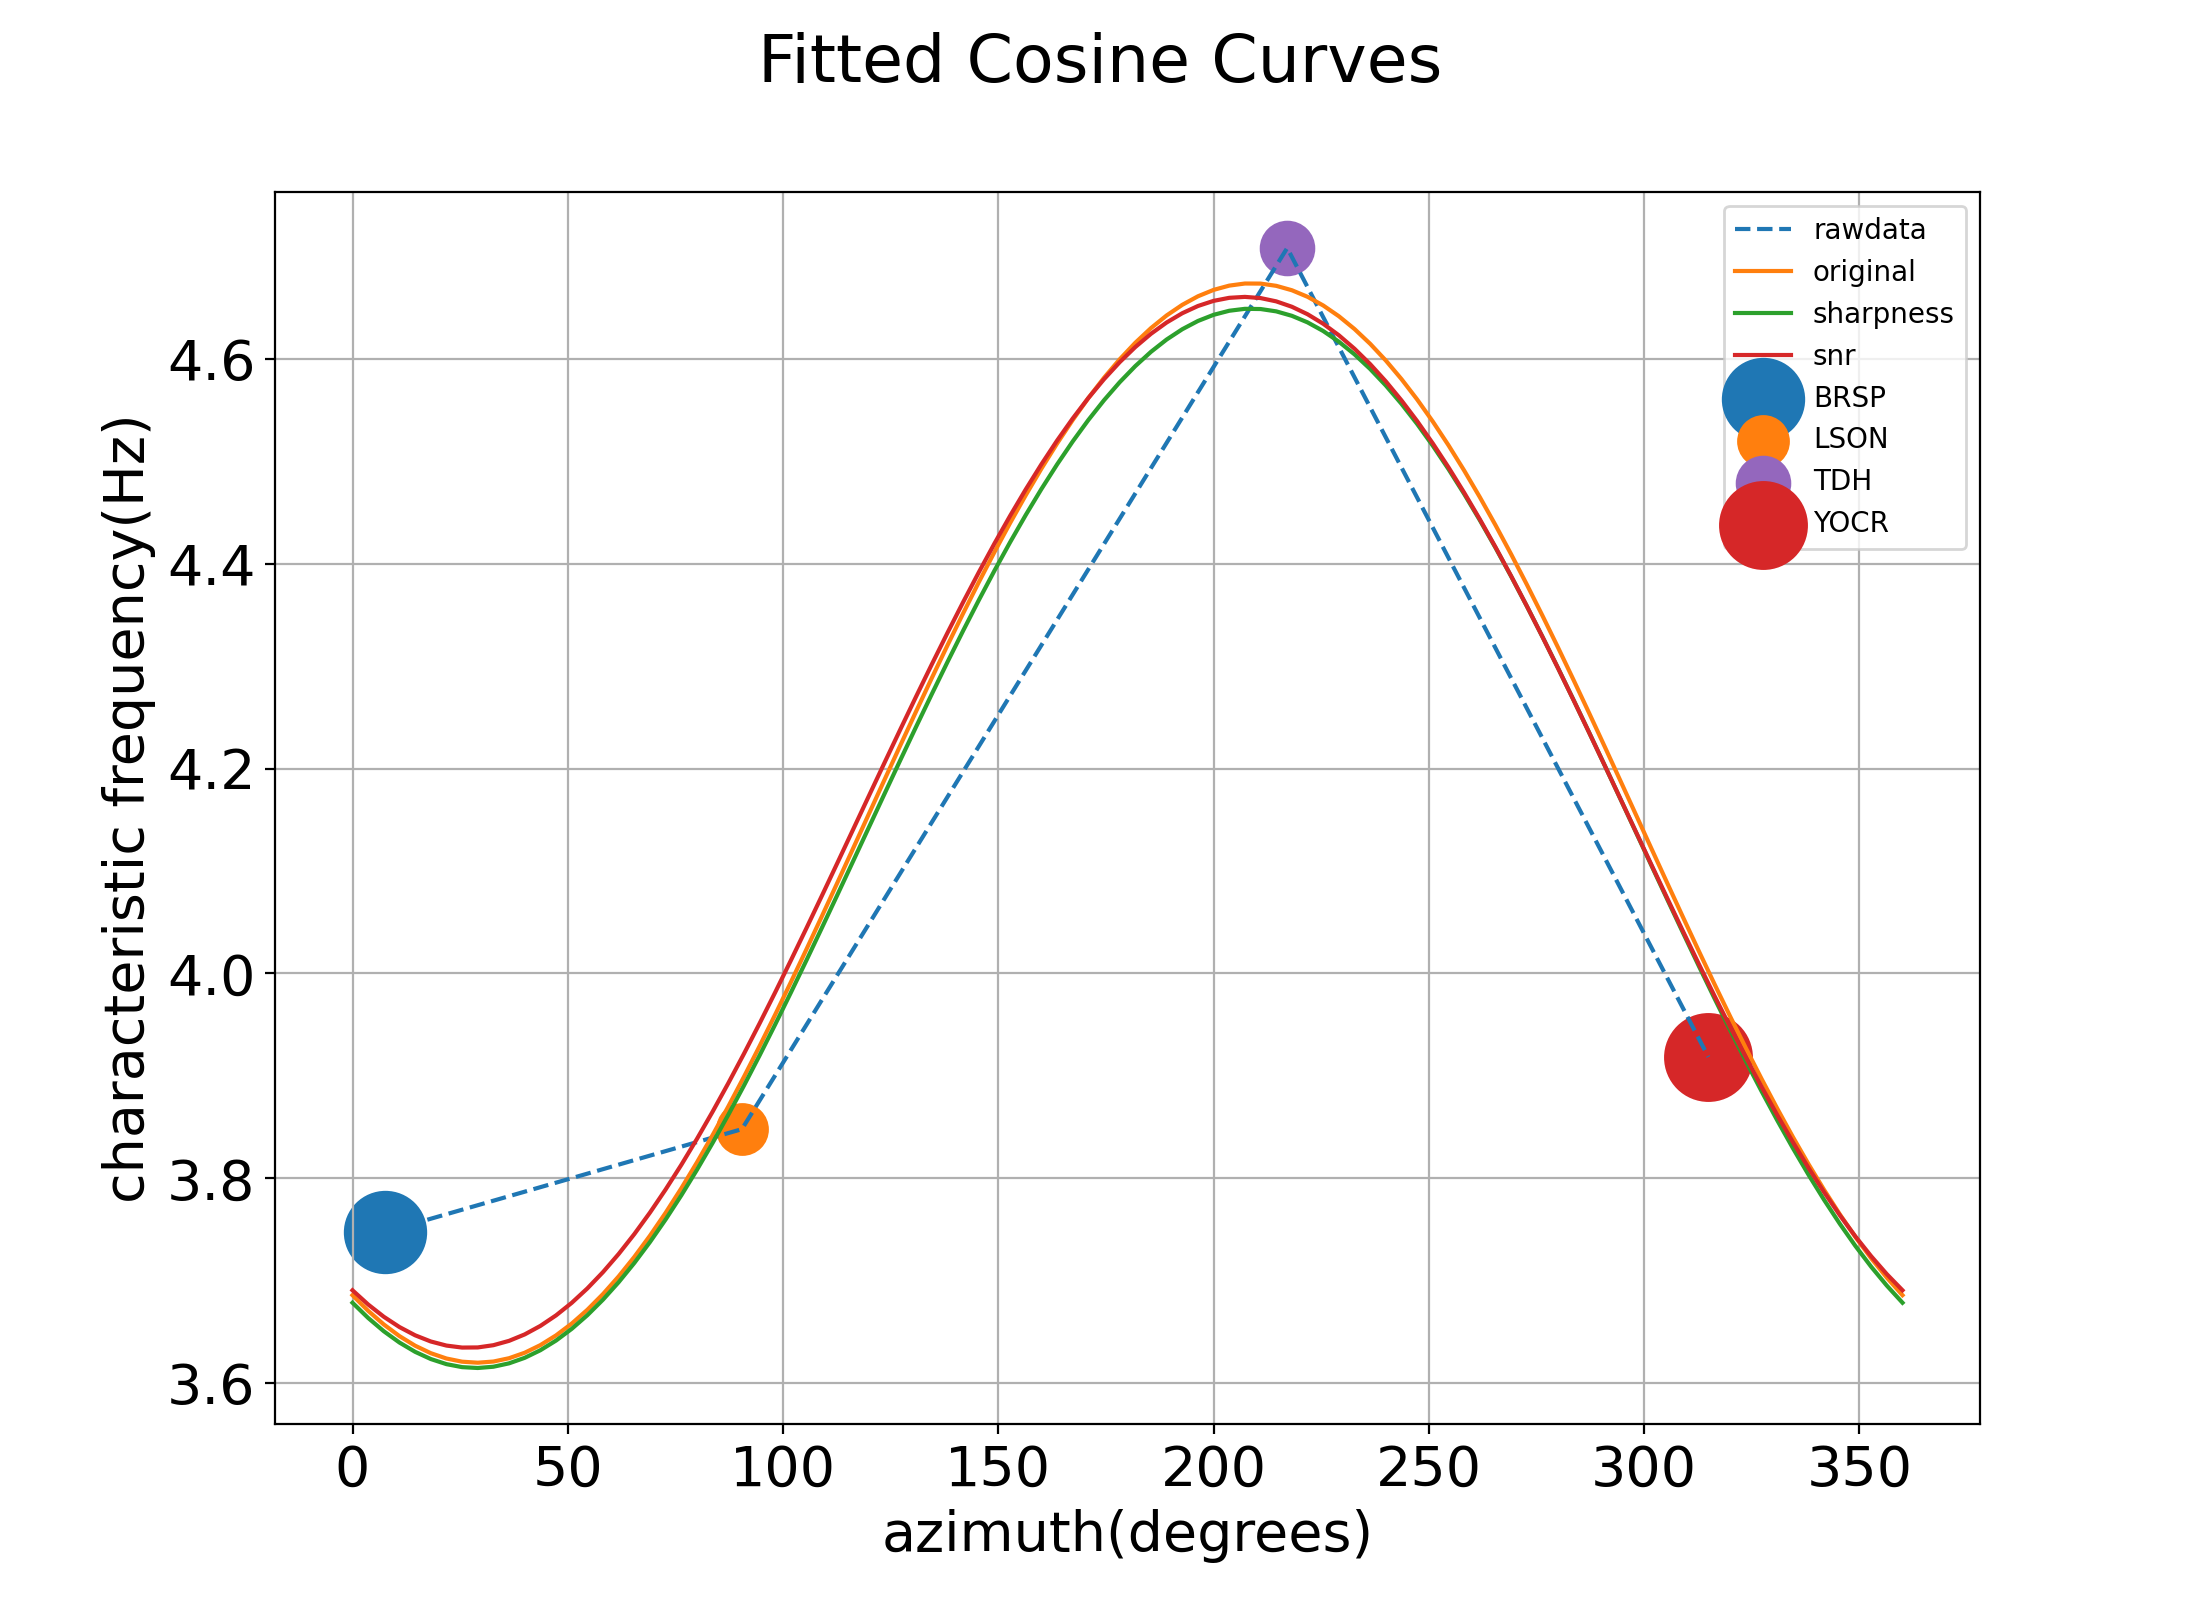 Fitted Cosine Curves
rawdata
original
sharpness
snr
BRSP
LSON
TDH
YOCR
characteristic frequency(Hz)
4.6
4.4
4.2
4.0
3.8
3.6
0 50 100 150 200 250 300 350
azimuth(degrees)